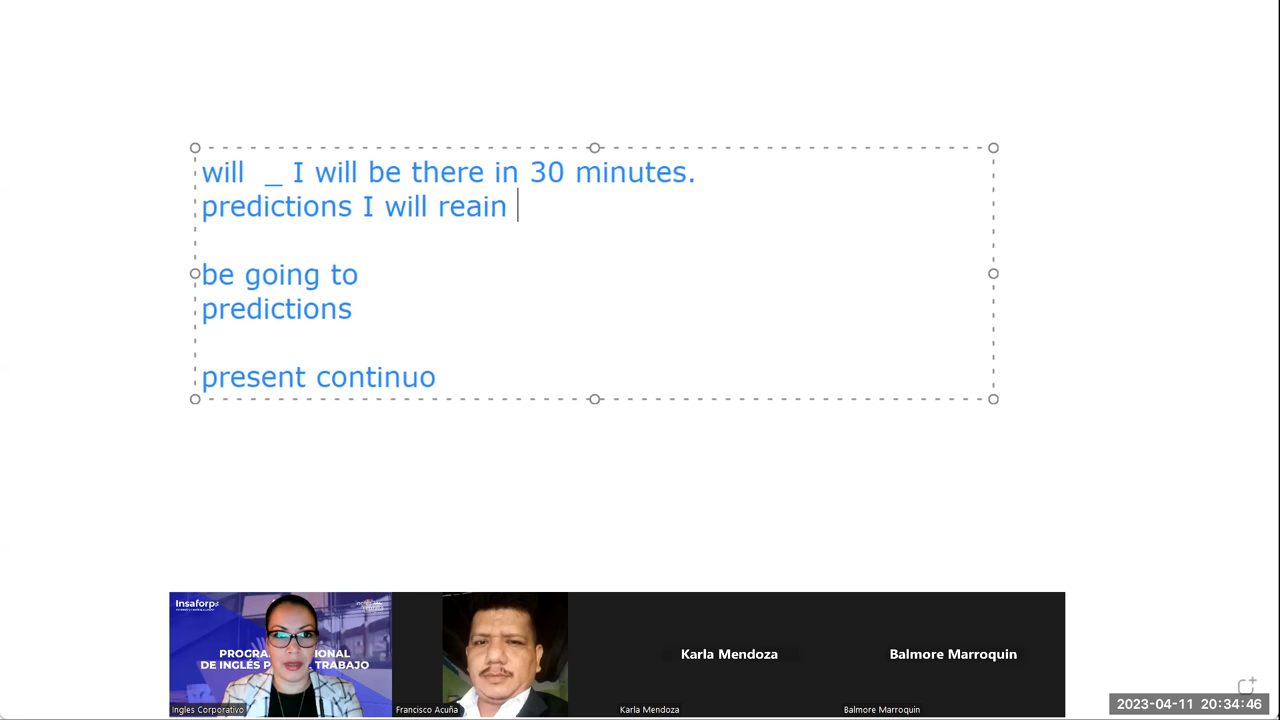 will _ I will be there in 30 minutes.
predictions I will reain
be going to
predictions
present continuo
Insaforp
PROGRA IONAL
DE INGLÉS P TRABAJO
Ingles Corporativo
Francisco Acuña
Karla Mendoza
Karla Mendoza
Balmore Marroquin
Balmore Marroquin
2023-04-11 20:34:46